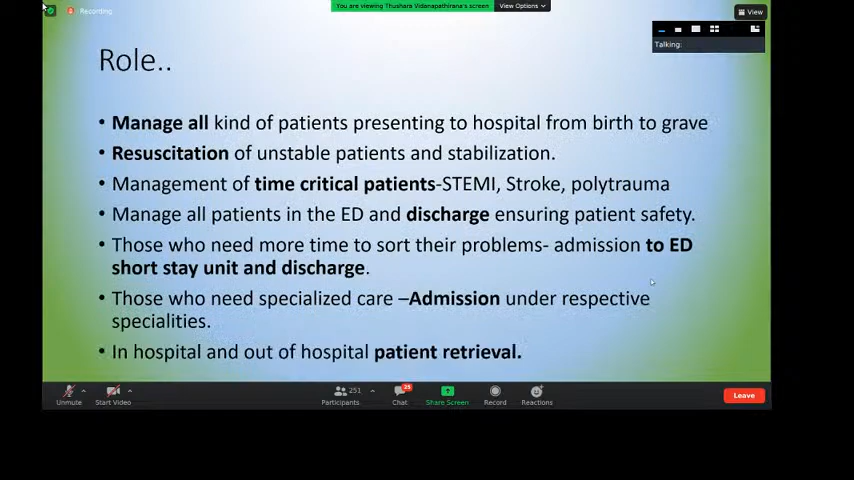 Recording
You are viewing Thushara Vidanapathirana's screen
View Options
View
Talking:
Role..
• Manage all kind of patients presenting to hospital from birth to grave
• Resuscitation of unstable patients and stabilization.
• Management of time critical patients-STEMI, Stroke, polytrauma
• Manage all patients in the ED and discharge ensuring patient safety.
• Those who need more time to sort their problems- admission to ED
short stay unit and discharge.
• Those who need specialized care –Admission under respective
specialities.
• In hospital and out of hospital patient retrieval.
251
25
Unmute
Start Video
Participants
Chat
Share Screen
Record
Reactions
Leave